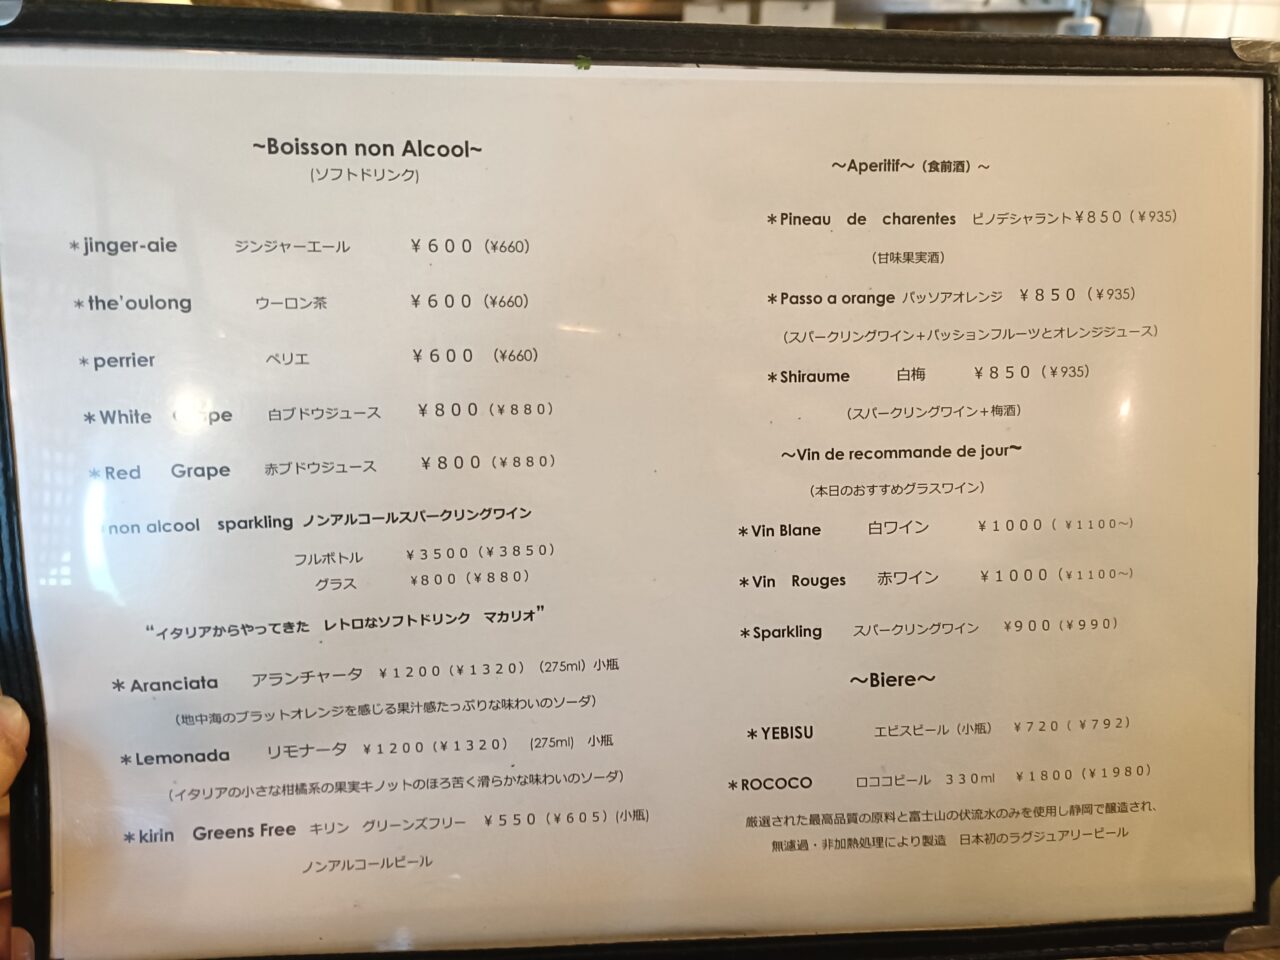 ~Boisson non Alcool~
(ソフトドリンク)
＊jinger-aie ジンジャーエール ￥６００ (¥660)
＊the'oulong ウーロン茶 ￥６００ (¥660)
＊perrier ペリエ ￥６００ (¥660)
＊White 白ブドウジュース ￥８００（￥８８０）
＊Red Grape 赤ブドウジュース ￥８００（￥８８０）
non alcool sparkling ノンアルコールスパークリングワイン
フルボトル ￥３５００（￥３８５０）
グラス ￥８００（￥８８０）
“イタリアからやってきた レトロなソフトドリンク マカリオ”
＊Aranciata アランチャータ ￥１２００（￥１３２０）（275ml）小瓶
（地中海のブラットオレンジを感じる果汁感たっぷりな味わいのソーダ）
＊Lemonada リモナータ ￥１２００（￥１３２０） (275ml) 小瓶
（イタリアの小さな柑橘系の果実キノットのほろ苦く滑らかな味わいのソーダ）
＊kirin Greens Free キリン グリーンズフリー ￥５５０（￥６０５）(小瓶)
ノンアルコールビール
～Aperitif～（食前酒）～
＊Pineau de charentes ピノデシャラント￥８５０（￥935）
（甘味果実酒）
＊Passo a orange パッソアオレンジ ￥８５０（￥935）
（スパークリングワイン＋パッションフルーツとオレンジジュース）
＊Shiraume 白梅 ￥８５０（￥935）
（スパークリングワイン＋梅酒）
～Vin de recommande de jour～
（本日のおすすめグラスワイン）
＊Vin Blane 白ワイン ￥１０００（￥１１００～）
＊Vin Rouges 赤ワイン ￥１０００（￥１１００～）
＊Sparkling スパークリングワイン ￥９００（￥９９０）
～Biere～
＊YEBISU エビスビール（小瓶） ￥７２０（￥７９２）
＊ROCOCO ロココビール ３３０ml ￥１８００（￥１９８０）
厳選された最高品質の原料と富士山の伏流水のみを使用し静岡で醸造され、
無濾過・非加熱処理により製造 日本初のラグジュアリービール